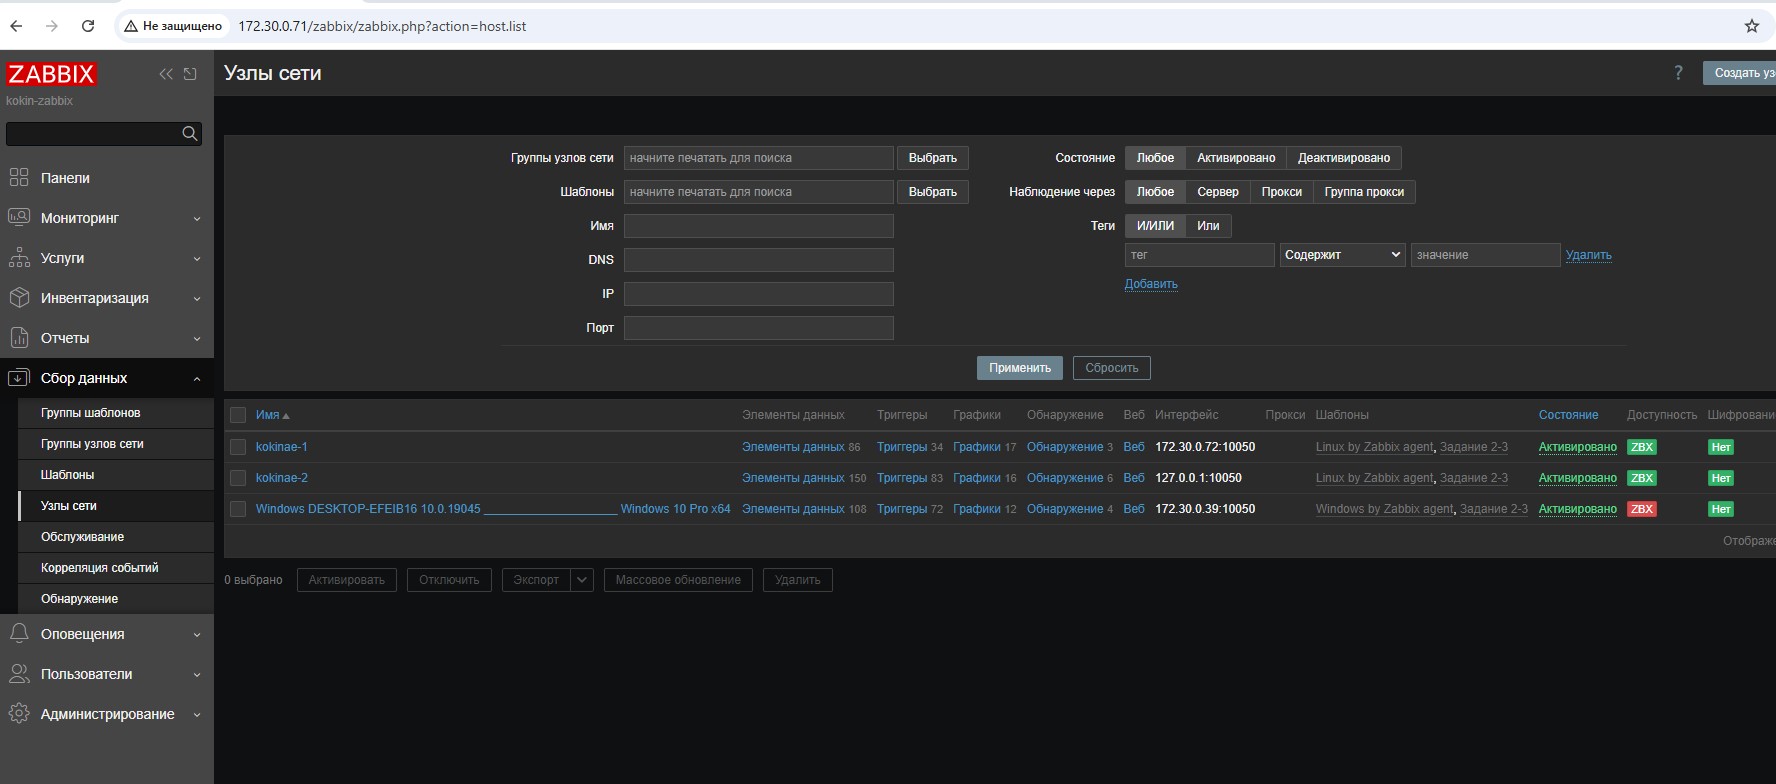 Не защищено 172.30.0.71/zabbix/zabbix.php?action=host.list
ZABBIX
kokin-zabbix
Панели
Мониторинг
Услуги
Инвентаризация
Отчеты
Сбор данных
Группы шаблонов
Группы узлов сети
Шаблоны
Узлы сети
Обслуживание
Корреляция событий
Обнаружение
Оповещения
Пользователи
Администрирование
Узлы сети ? Создать уз
Группы узлов сети начните печатать для поиска Выбрать
Шаблоны начните печатать для поиска Выбрать
Имя
DNS
IP
Порт
Состояние Любое Активировано Деактивировано
Наблюдение через Любое Сервер Прокси Группа прокси
Теги И/ИЛИ Или
тег Содержит значение Удалить
Добавить
Применить Сбросить
Имя Элементы данных Триггеры Графики Обнаружение Веб Интерфейс Прокси Шаблоны Состояние Доступность Шифровани
kokinae-1 Элементы данных 86 Триггеры 34 Графики 17 Обнаружение 3 Веб 172.30.0.72:10050 Linux by Zabbix agent, Задание 2-3 Активировано ZBX Нет
kokinae-2 Элементы данных 150 Триггеры 83 Графики 16 Обнаружение 6 Веб 127.0.0.1:10050 Linux by Zabbix agent, Задание 2-3 Активировано ZBX Нет
Windows DESKTOP-EFEIB16 10.0.19045 ____________________ Windows 10 Pro x64 Элементы данных 108 Триггеры 72 Графики 12 Обнаружение 4 Веб 172.30.0.39:10050 Windows by Zabbix agent, Задание 2-3 Активировано ZBX Нет
Отображе
0 выбрано Активировать Отключить Экспорт Массовое обновление Удалить